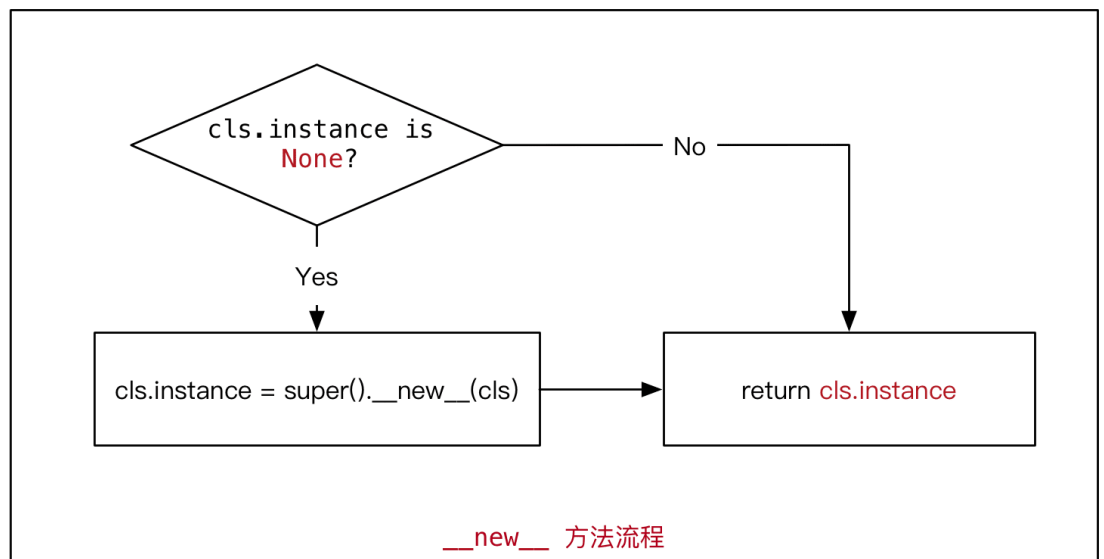 cls.instance is
None?
No
Yes
cls.instance = super().__new__(cls)
return cls.instance
__new__ 方法流程